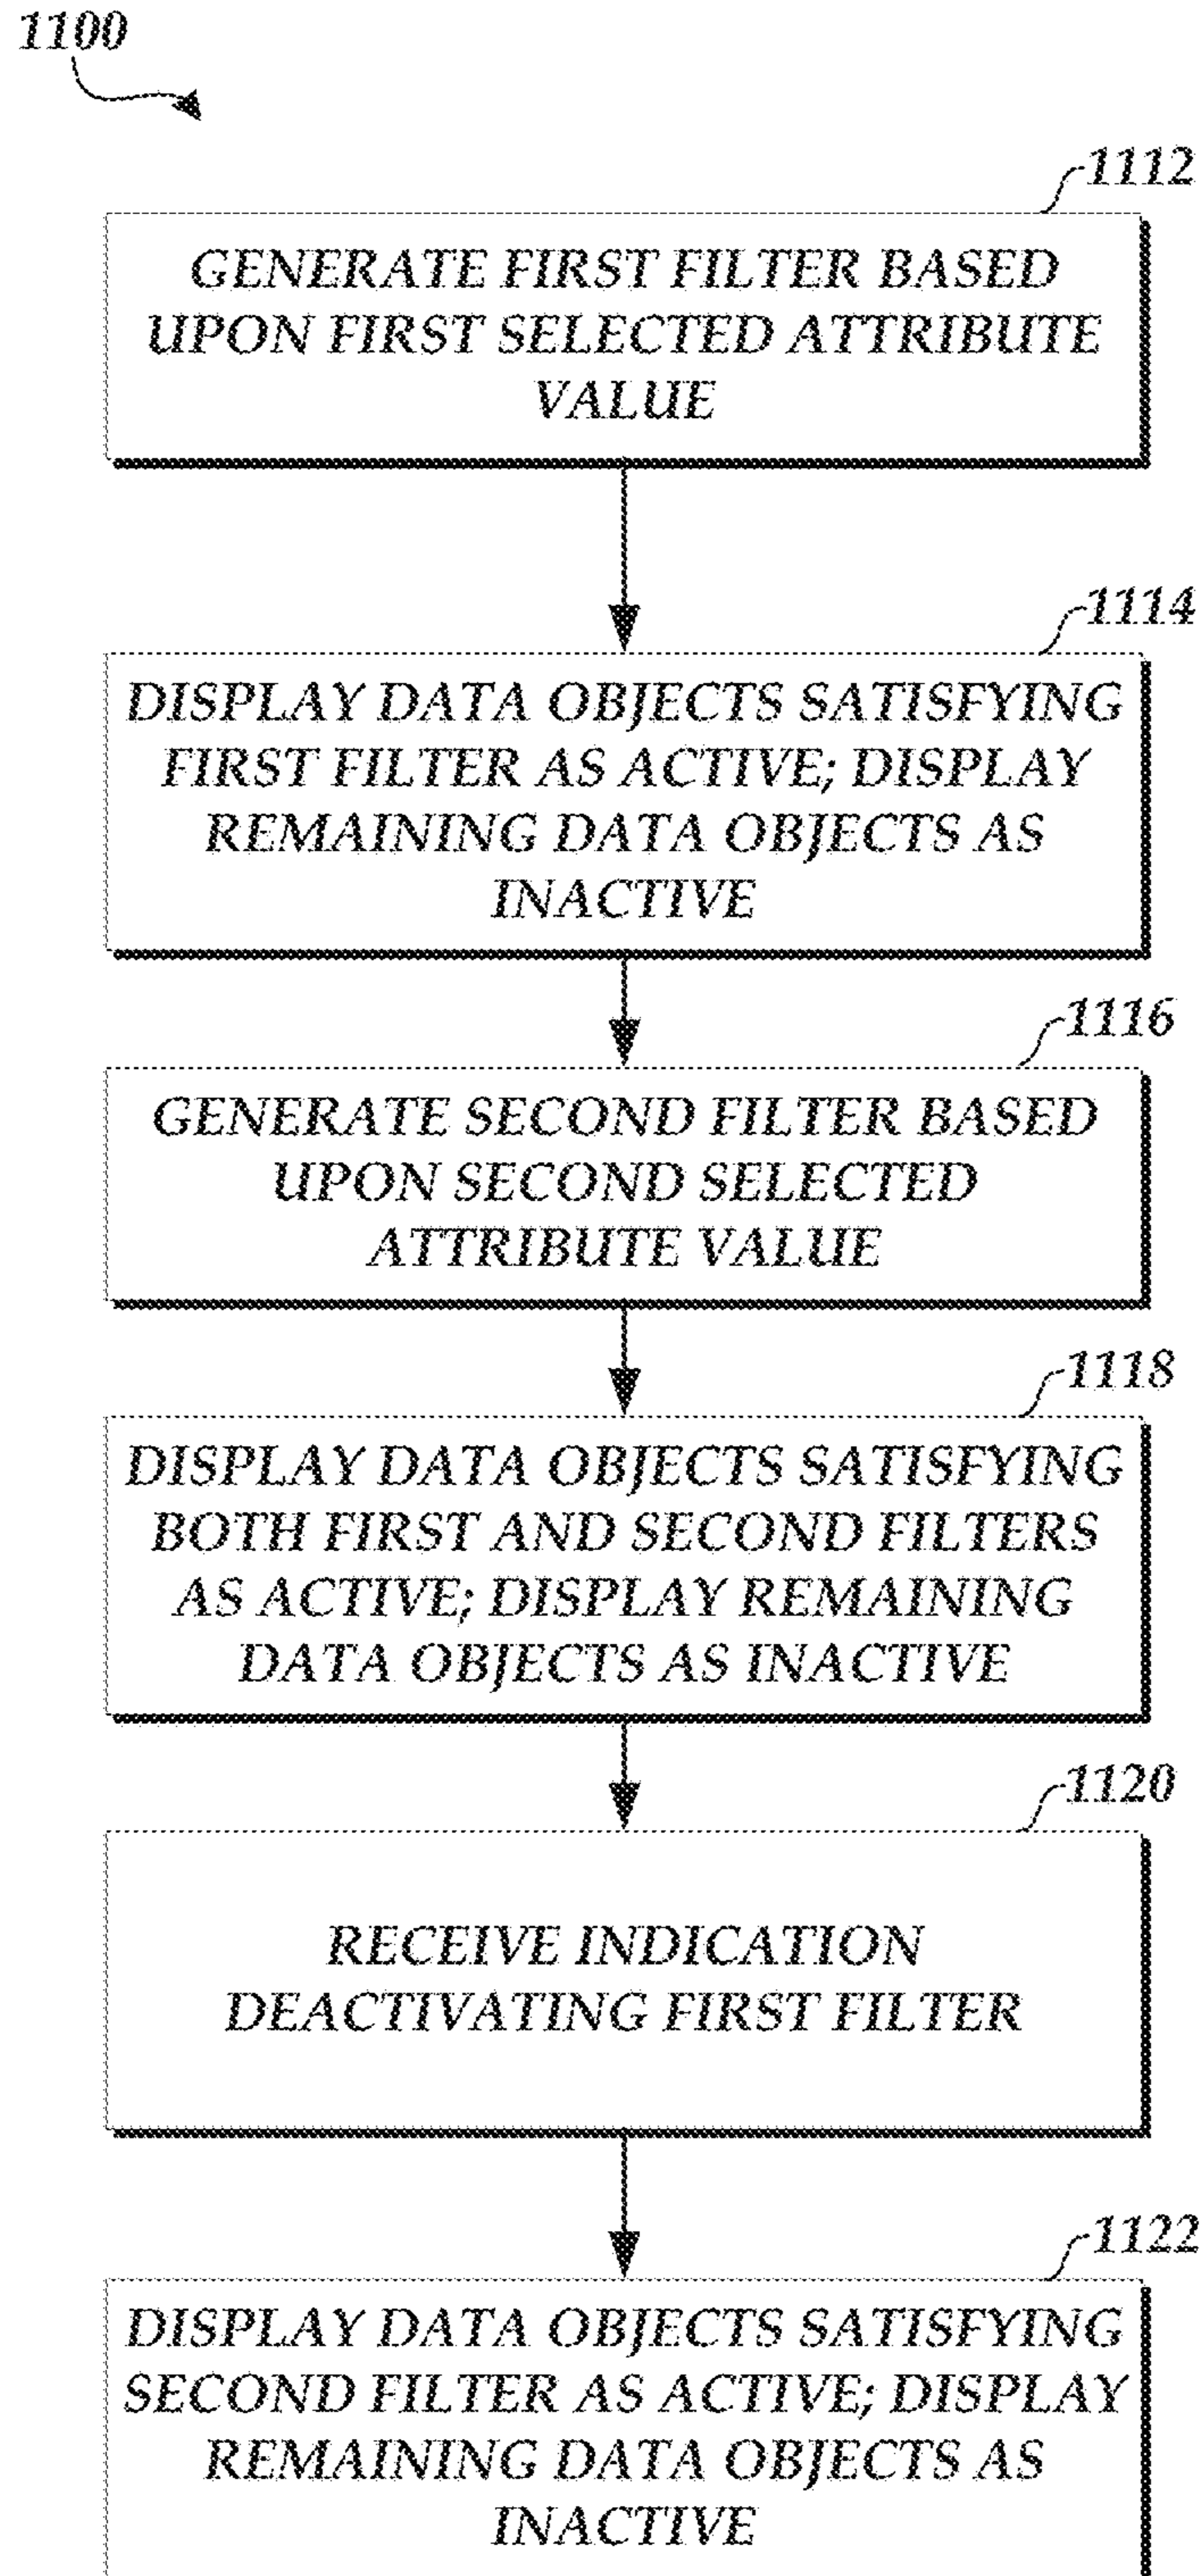 1100
1112
GENERATE FIRST FILTER BASED
UPON FIRST SELECTED ATTRIBUTE
VALUE
1114
DISPLAY DATA OBJECTS SATISFYING
FIRST FILTER AS ACTIVE; DISPLAY
REMAINING DATA OBJECTS AS
INACTIVE
1116
GENERATE SECOND FILTER BASED
UPON SECOND SELECTED
ATTRIBUTE VALUE
1118
DISPLAY DATA OBJECTS SATISFYING
BOTH FIRST AND SECOND FILTERS
AS ACTIVE; DISPLAY REMAINING
DATA OBJECTS AS INACTIVE
1120
RECEIVE INDICATION
DEACTIVATING FIRST FILTER
1122
DISPLAY DATA OBJECTS SATISFYING
SECOND FILTER AS ACTIVE; DISPLAY
REMAINING DATA OBJECTS AS
INACTIVE